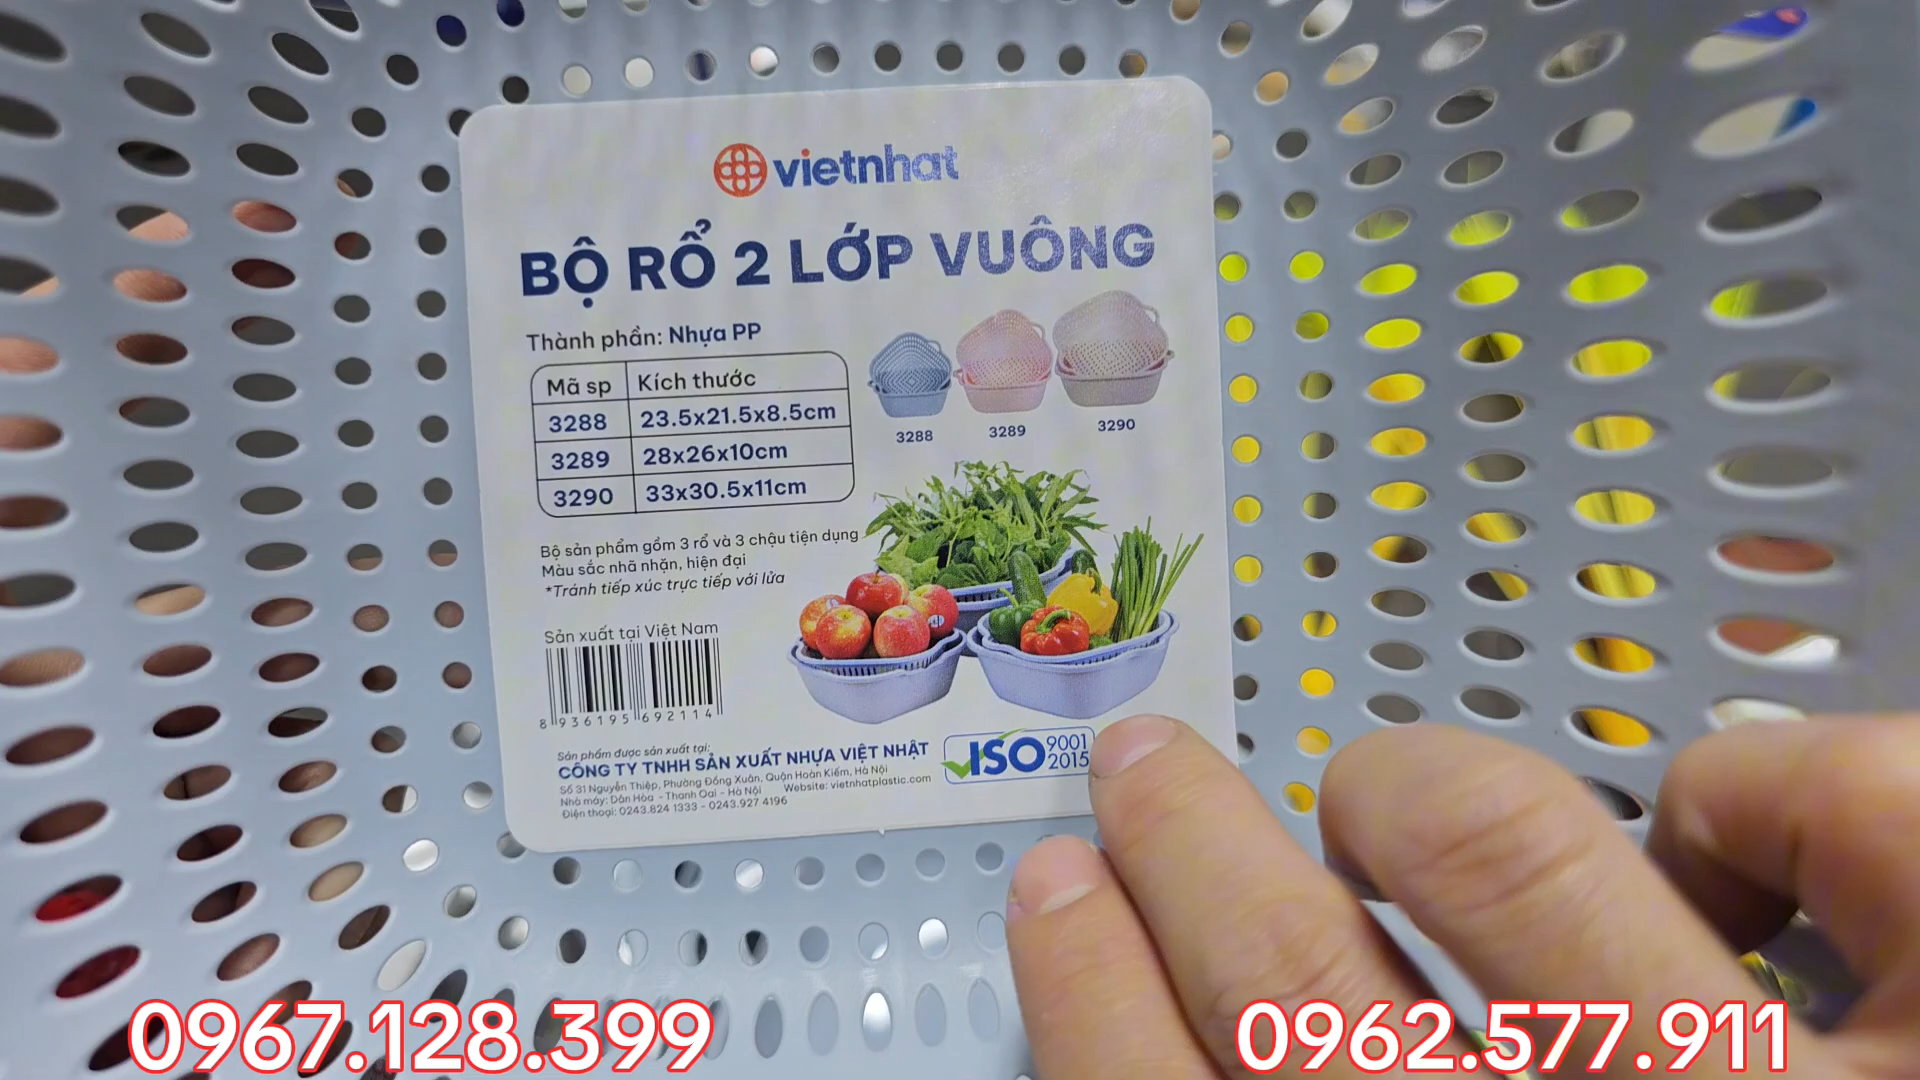 vietnhat
BỘ RỔ 2 LỚP VUÔNG
Thành phần: Nhựa PP
Mã sp Kích thước
3288 23.5x21.5x8.5cm
3289 28x26x10cm
3290 33x30.5x11cm
3288 3289 3290
Bộ sản phẩm gồm 3 rổ và 3 chậu tiện dụng
Màu sắc nhã nhặn, hiện đại
*Tránh tiếp xúc trực tiếp với lửa
Sản xuất tại Việt Nam
8 936195 692114
Sản phẩm được sản xuất tại:
CÔNG TY TNHH SẢN XUẤT NHỰA VIỆT NHẬT
Số 31 Nguyễn Thiệp, Phường Đồng Xuân, Quận Hoàn Kiếm, Hà Nội
Nhà máy: Dân Hòa - Thanh Oai - Hà Nội Website: vietnhatplastic.com
Điện thoại: 0243.824 1333 - 0243.927 4196
ISO 9001
2015
0967.128.399
0962.577.911